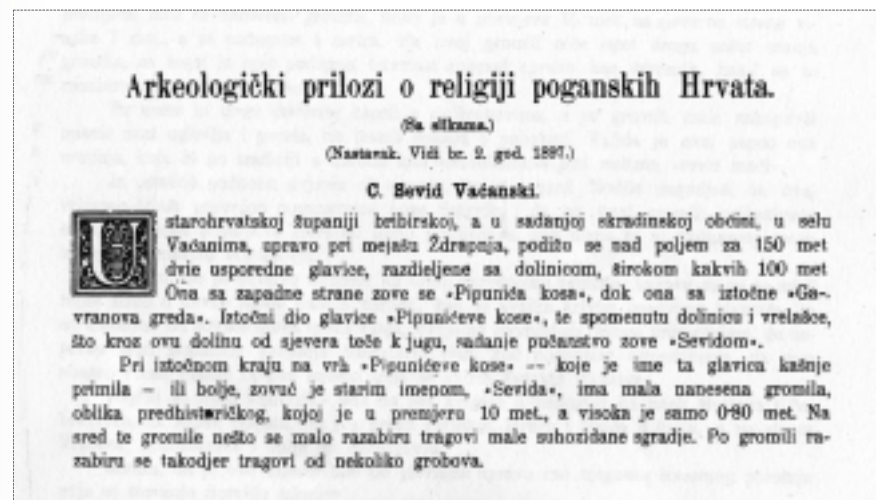 Arkeologički prilozi o religiji poganskih Hrvata.
(Sa slikama.)
(Nastavak. Vidi br. 2. god. 1897.)
C. Sevid Vaćanski.
U starohrvatskoj županiji bribirskoj, a u sadanjoj skradinskoj občini, u selu
Vaćanima, upravo pri mejašu Ždrapnja, podižu se nad poljem za 150 met
dvie usporedne glavice, razdieljene sa dolinicom, širokom kakvih 100 met
Ona sa zapadne strane zove se »Pipunića kosa«, dok ona sa iztočne »Ga-
vranova greda«. Iztočni dio glavice »Pipunićeve kose«, te spomenutu dolinicu i vrelašce,
što kroz ovu dolinu od sjevera teče k jugu, sadanje pučanstvo zove »Sevidom«.
Pri iztočnom kraju na vrh »Pipunićeve kose« — koje je ime ta glavica kašnje
primila — ili bolje, zovuć je starim imenom, »Sevida«, ima mala nanesena gromila,
oblika predhistoričkog, kojoj je u premjeru 10 met., a visoka je samo 0·80 met. Na
sred te gromile nešto se malo razabiru tragovi male suhozidane sgradje. Po gromili ra-
zabiru se takodjer tragovi od nekoliko grobova.